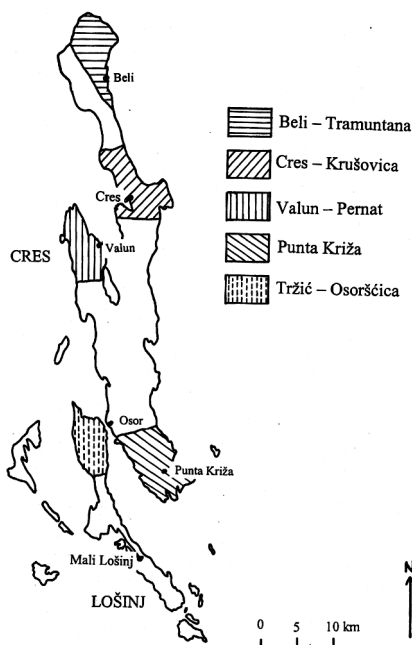 Beli
Beli – Tramuntana
Cres – Krušovica
Cres
Valun – Pernat
Valun
CRES
Punta Križa
Tržić – Osoršćica
Osor
Punta Križa
Mali Lošinj
LOŠINJ
N
0 5 10 km